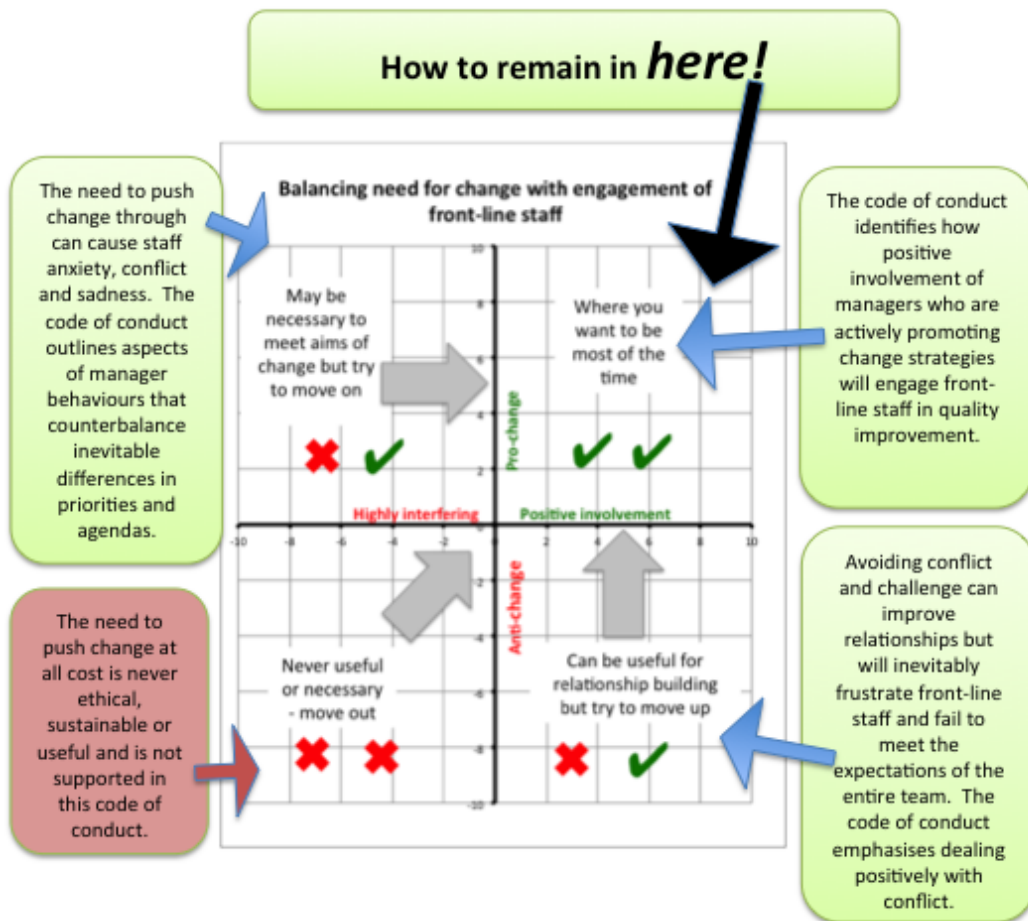 How to remain in here!
The need to push
change through
can cause staff
anxiety, conflict
and sadness. The
code of conduct
outlines aspects
of manager
behaviours that
counterbalance
inevitable
differences in
priorities and
agendas.
The need to
push change at
all cost is never
ethical,
sustainable or
useful and is not
supported in
this code of
conduct.
Balancing need for change with engagement of
front-line staff
May be
necessary to
meet aims of
change but try
to move on
Where you
want to be
most of the
time
Pro-change
Highly interfering
Positive involvement
Anti-change
10
8
6
4
2
0
-2
-4
-6
-8
-10
-10
-8
-6
-4
-2
0
2
4
6
8
10
Never useful
or necessary
- move out
Can be useful for
relationship building
but try to move up
The code of conduct
identifies how
positive
involvement of
managers who are
actively promoting
change strategies
will engage front-
line staff in quality
improvement.
Avoiding conflict
and challenge can
improve
relationships but
will inevitably
frustrate front-line
staff and fail to
meet the
expectations of the
entire team. The
code of conduct
emphasises dealing
positively with
conflict.